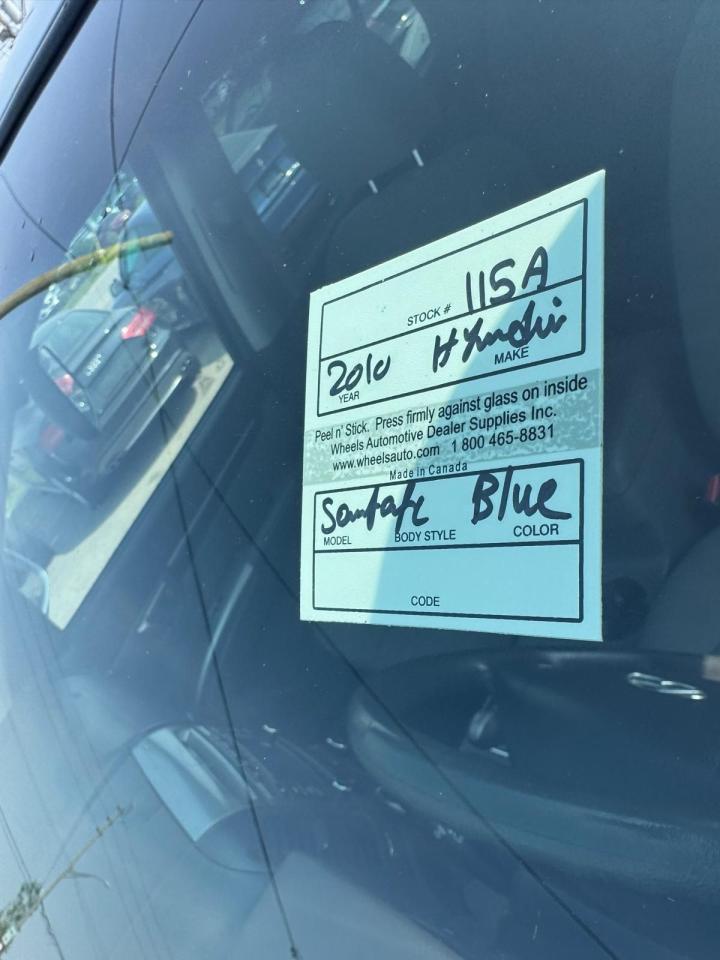 STOCK # 115A
2010 Hyundai
YEAR MAKE
Peel n' Stick. Press firmly against glass on inside
Wheels Automotive Dealer Supplies Inc.
www.wheelsauto.com 1 800 465-8831
Made in Canada
Santafe Blue
MODEL BODY STYLE COLOR
CODE